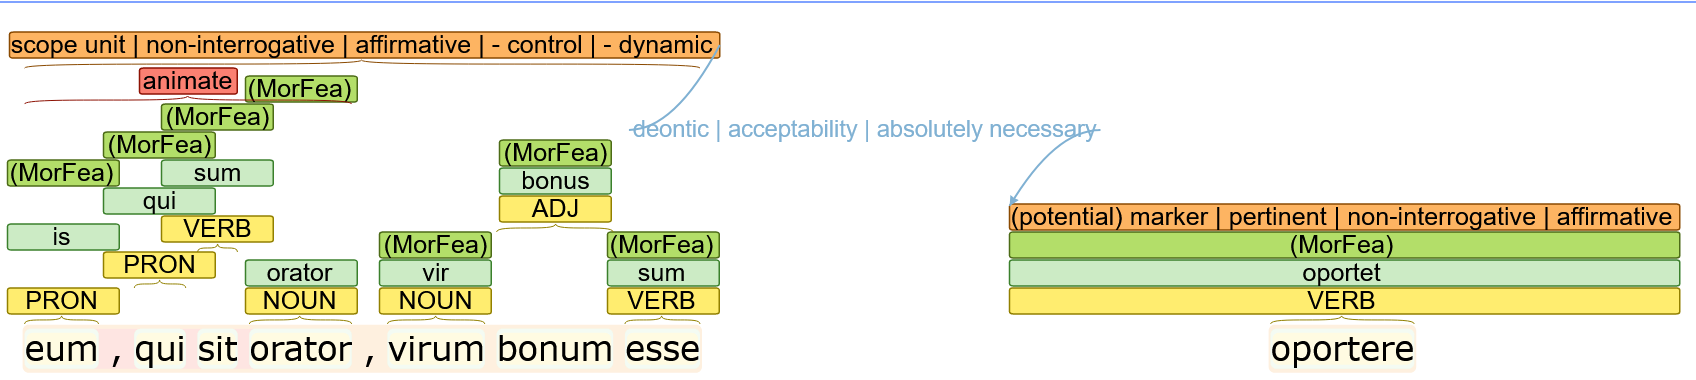 scope unit | non-interrogative | affirmative | - control | - dynamic
animate
(MorFea)
(MorFea)
deontic | acceptability | absolutely necessary
(MorFea)
(MorFea)
(MorFea)
sum
bonus
qui
ADJ
(potential) marker | pertinent | non-interrogative | affirmative
VERB
is
(MorFea)
(MorFea)
(MorFea)
PRON
orator
vir
sum
oportet
PRON
NOUN
NOUN
VERB
VERB
eum , qui sit orator , virum bonum esse oportere